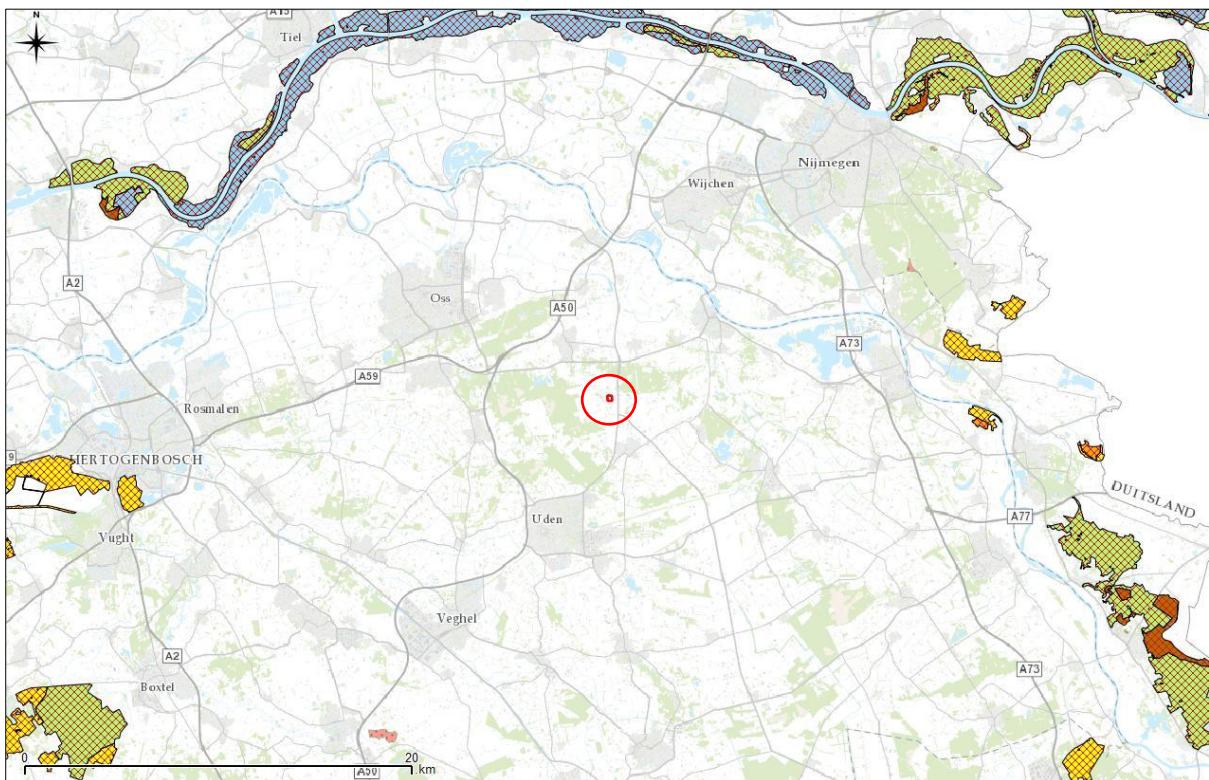 N
A15
Tiel
Nijmegen
Wijchen
A2
Oss
A50
A73
A59
Rosmalen
9
HERTOGENBOSCH
DUITSLAND
A77
Uden
Vught
Veghel
A2
A73
Boxtel
0
20
km
A50